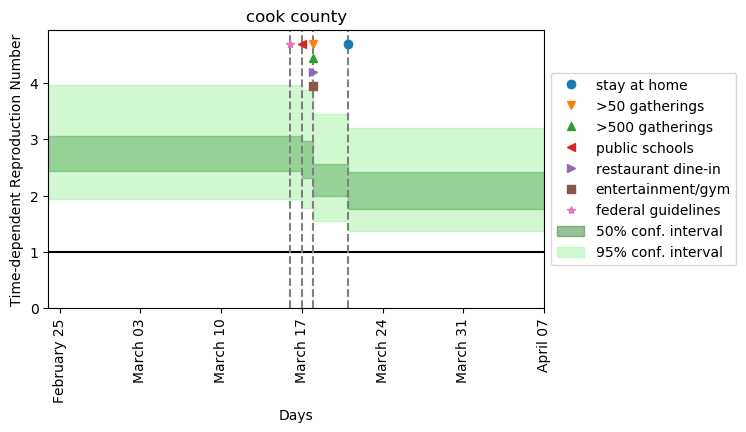 cook county
Time-dependent Reproduction Number
4
3
2
1
0
February 25
March 03
March 10
March 17
March 24
March 31
April 07
Days
stay at home
>50 gatherings
>500 gatherings
public schools
restaurant dine-in
entertainment/gym
federal guidelines
50% conf. interval
95% conf. interval